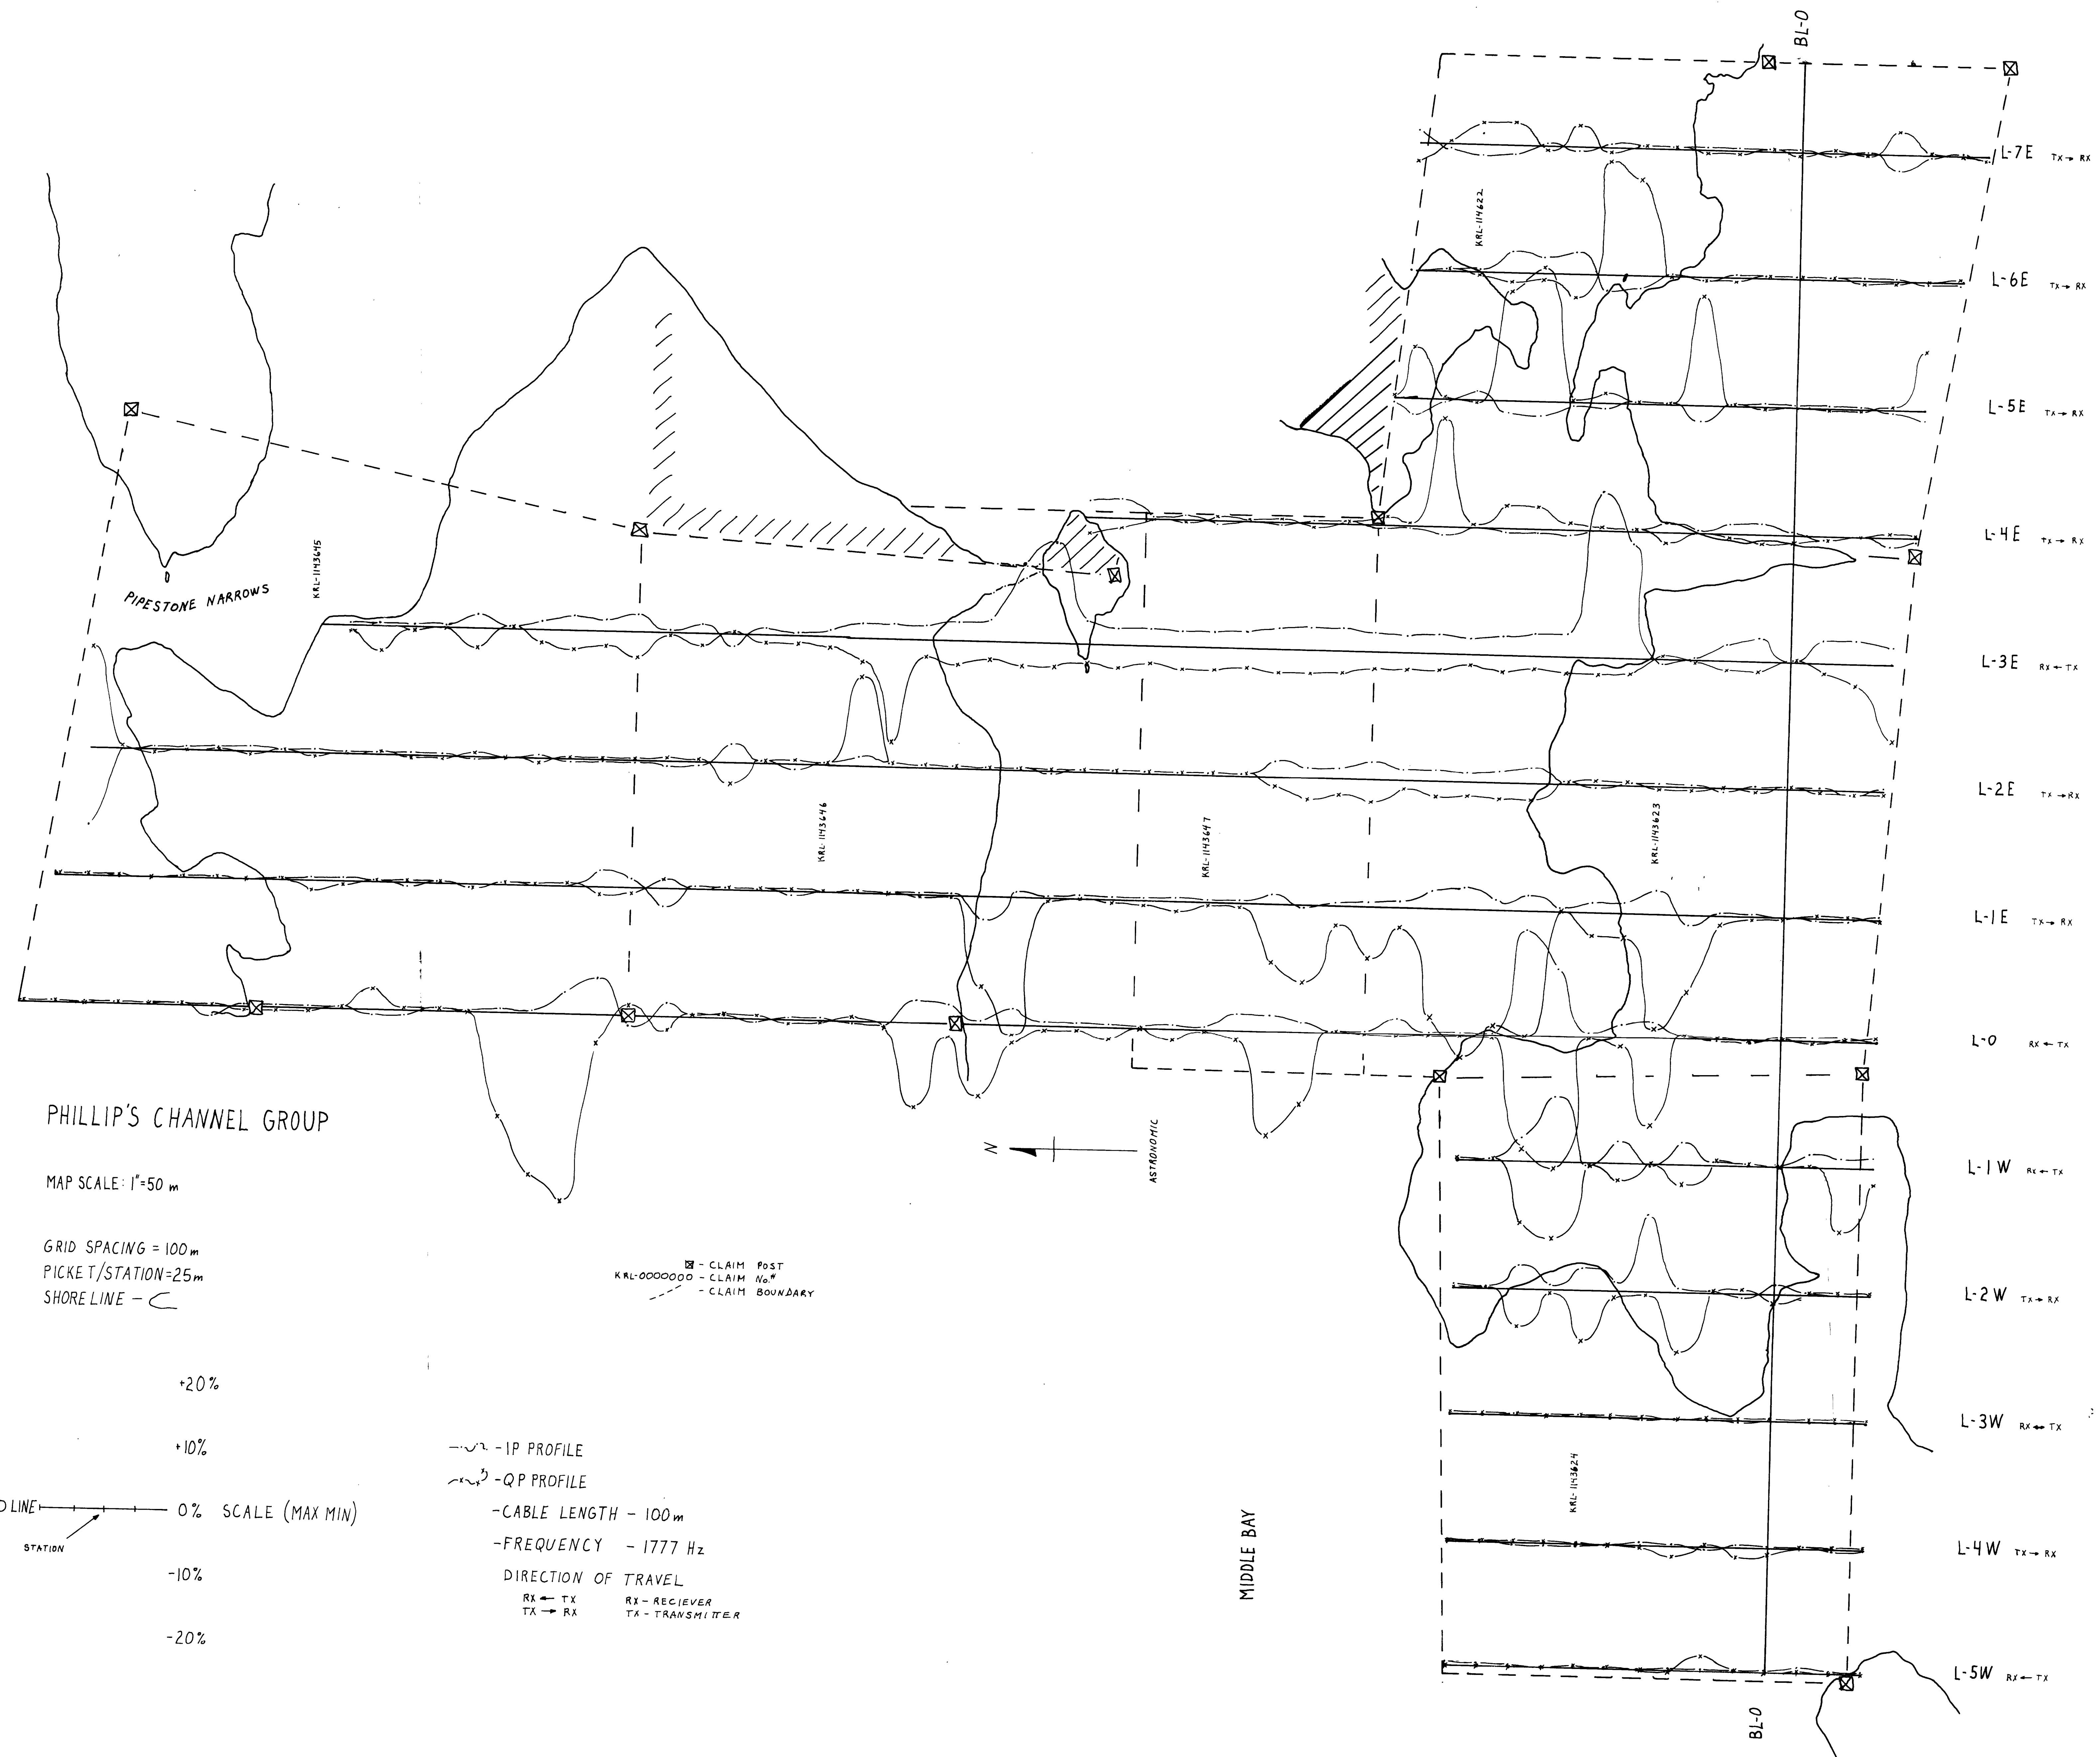 BL-0
L-7E TX→RX
KRL-114622
L-6E TX→RX
L-5E TX→RX
L-4E TX→RX
KRL-1143645
PIPESTONE NARROWS
L-3E RX←TX
L-2E TX→RX
KRL-1143646
KRL-1143647
KRL-1143623
L-1E TX→RX
L-0 RX←TX
PHILLIP'S CHANNEL GROUP
N
ASTRONOMIC
L-1W RX←TX
MAP SCALE: 1"=50 m
GRID SPACING = 100m
PICKET/STATION=25m
SHORELINE -
- CLAIM POST
KRL-0000000 - CLAIM No.#
- CLAIM BOUNDARY
L-2W TX→RX
+20%
L-3W RX↔TX
+10%
- IP PROFILE
- QP PROFILE
KRL-1143624
D LINE 0% SCALE (MAX MIN)
STATION
- CABLE LENGTH - 100m
- FREQUENCY - 1777 Hz
MIDDLE BAY
L-4W TX→RX
-10%
DIRECTION OF TRAVEL
RX ← TX RX - RECIEVER
TX → RX TX - TRANSMITTER
-20%
L-5W RX←TX
BL-0